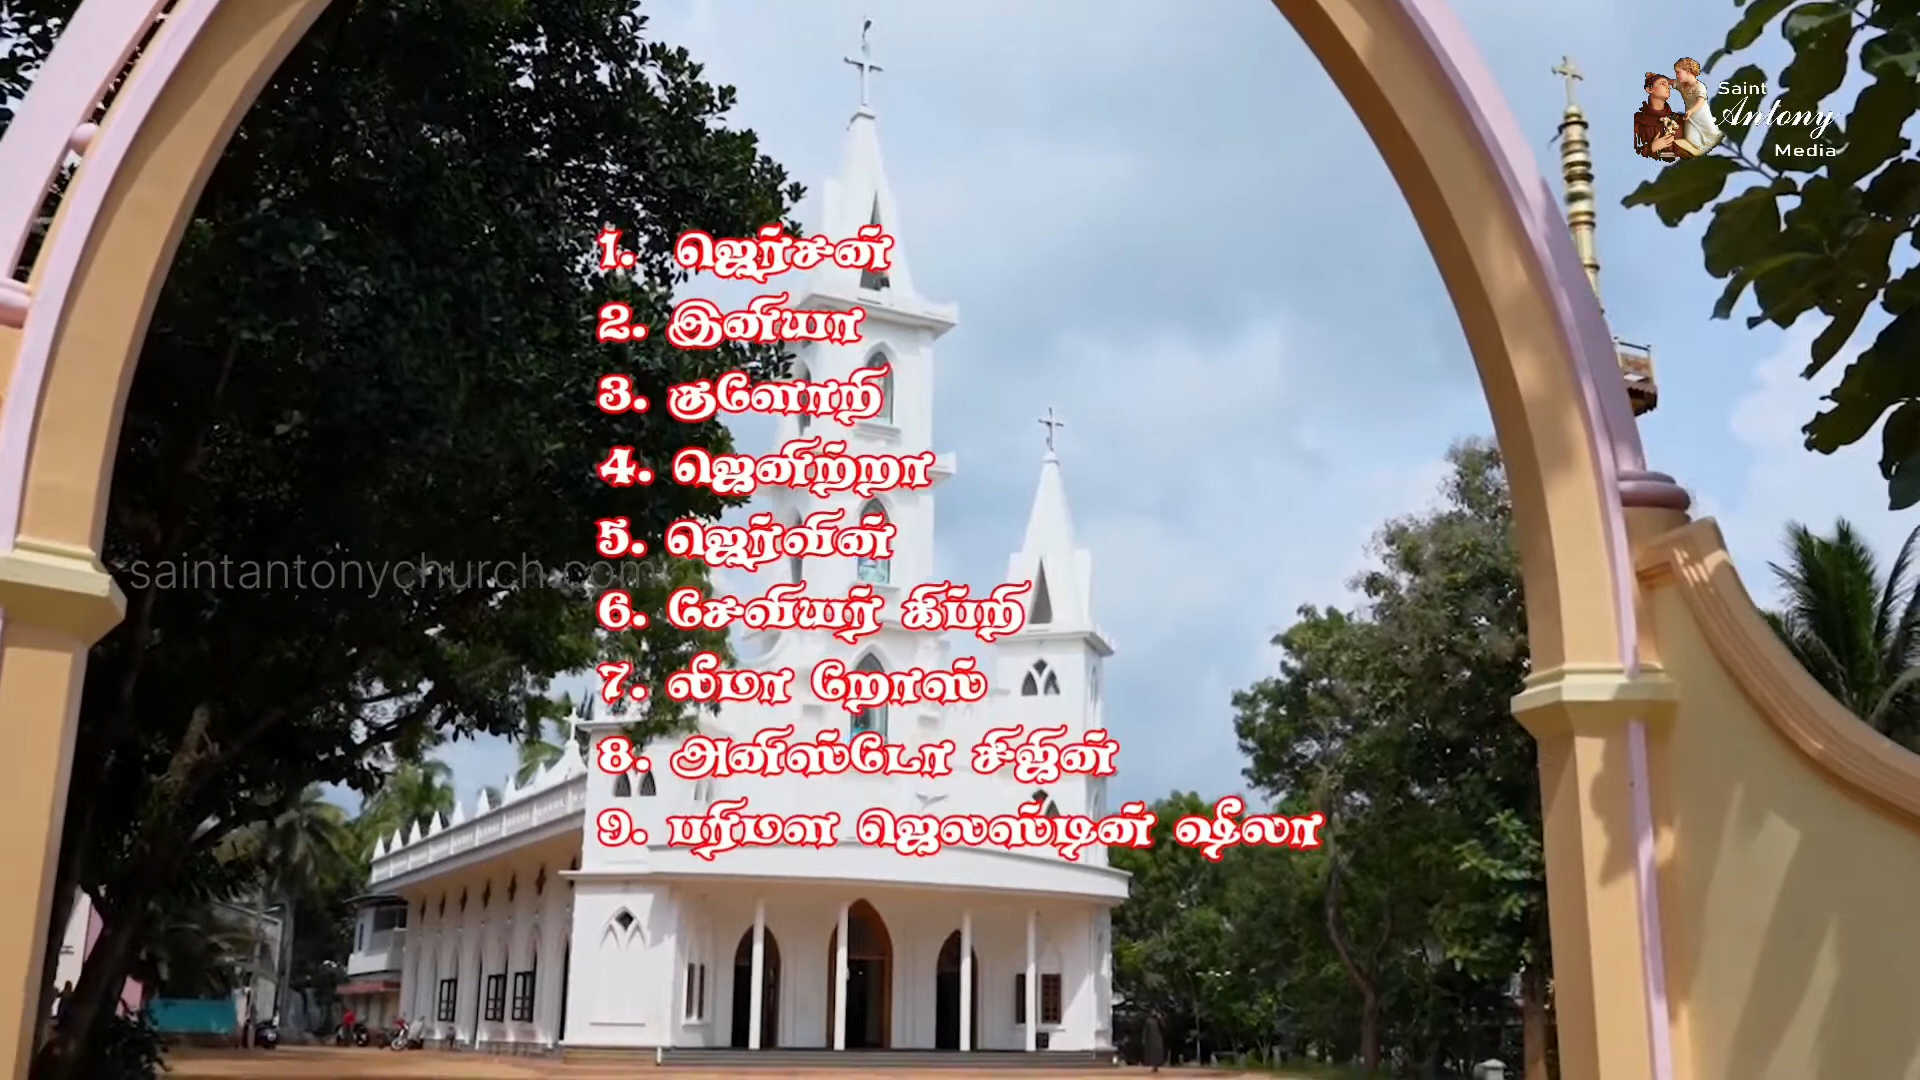 Saint
Antony
Media
1. ஜெர்சன்
2. இனியா
3. குளோறி
4. ஜெனிற்றா
5. ஜெர்வின்
6. சேவியர் கிப்றி
7. லீமா றோஸ்
8. அனிஸ்டோ சிஜின்
9. பரிமள ஜெலஸ்டின் ஷீலா
saintantonychurch.com